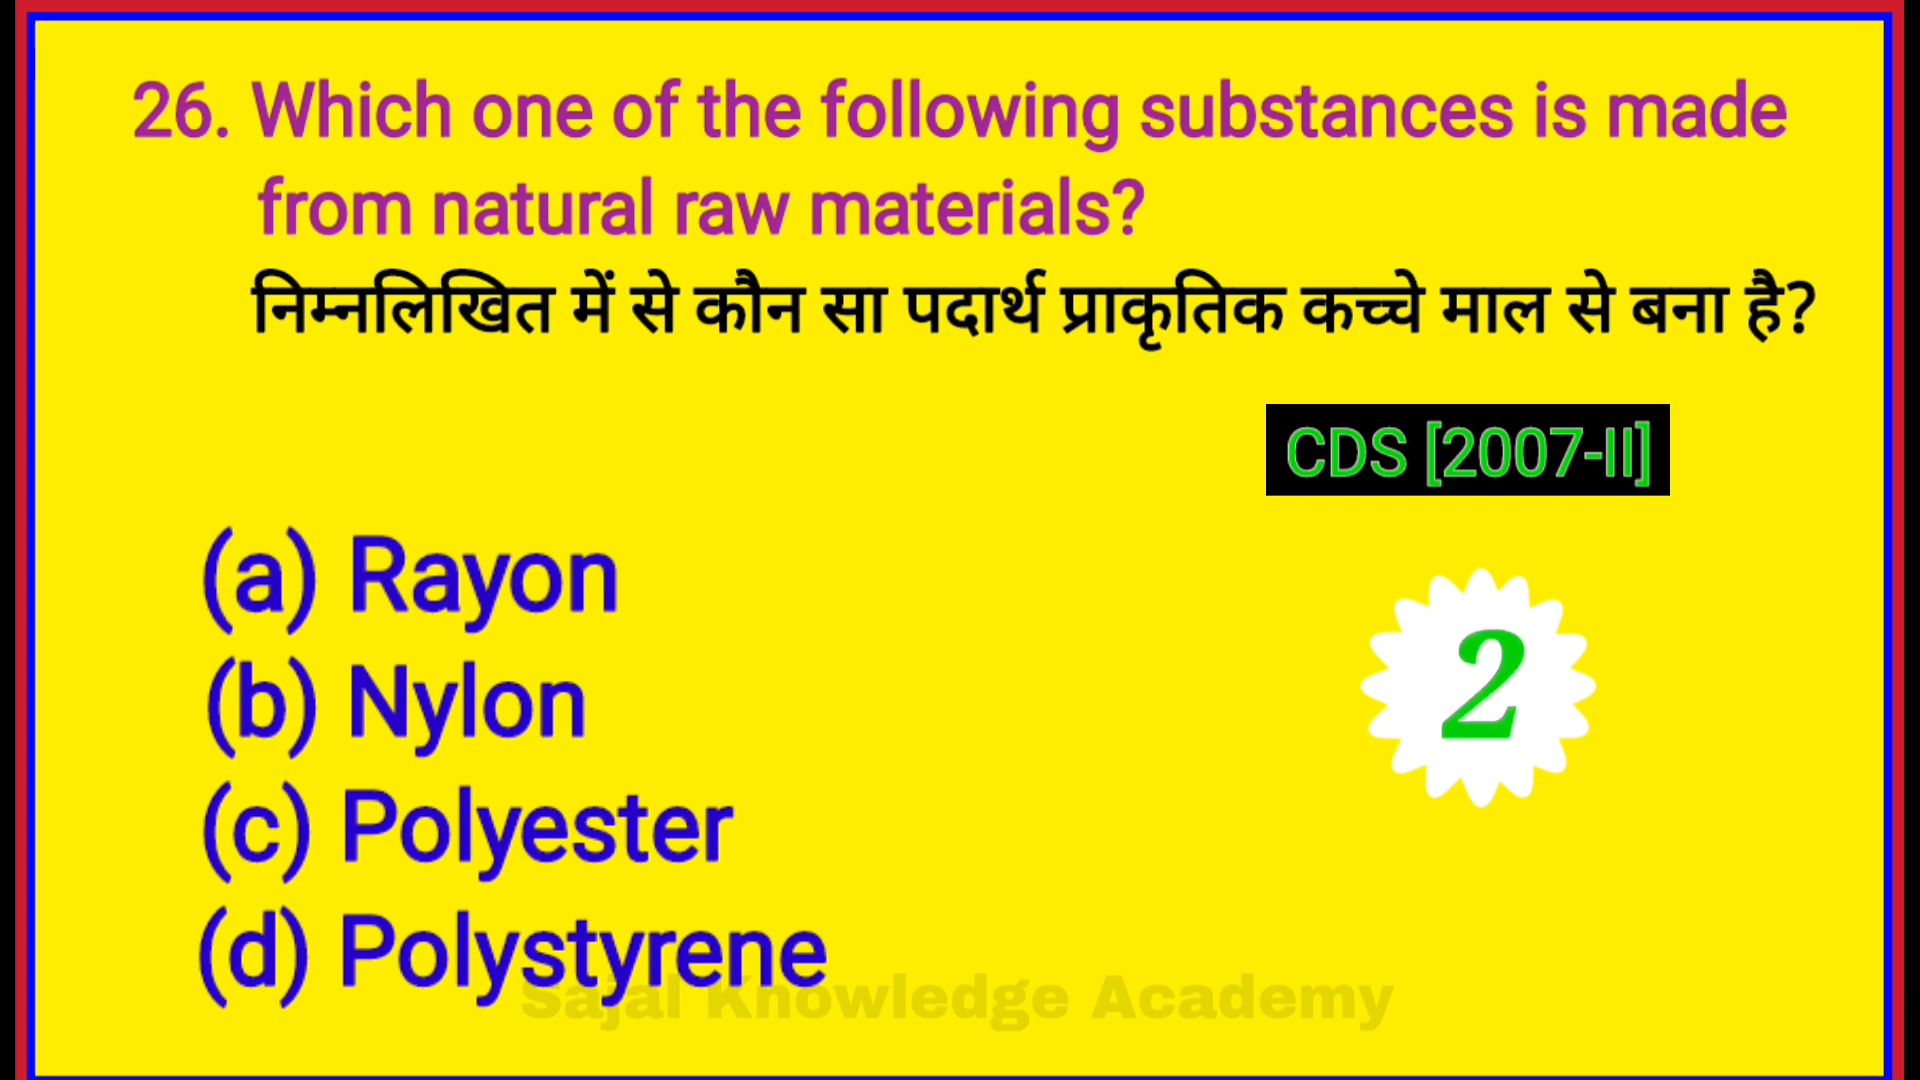 26. Which one of the following substances is made
from natural raw materials?
निम्नलिखित में से कौन सा पदार्थ प्राकृतिक कच्चे माल से बना है?
CDS [2007-II]
(a) Rayon
(b) Nylon
2
(c) Polyester
(d) Polystyrene
Sajal Knowledge Academy